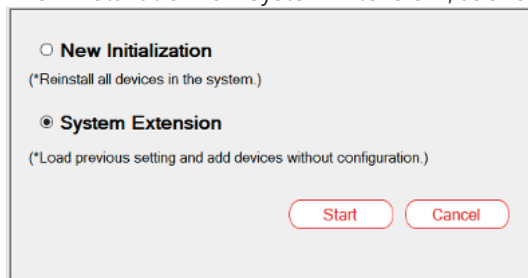 New Initialization
(*Reinstall all devices in the system.)
System Extension
(*Load previous setting and add devices without configuration.)
Start Cancel